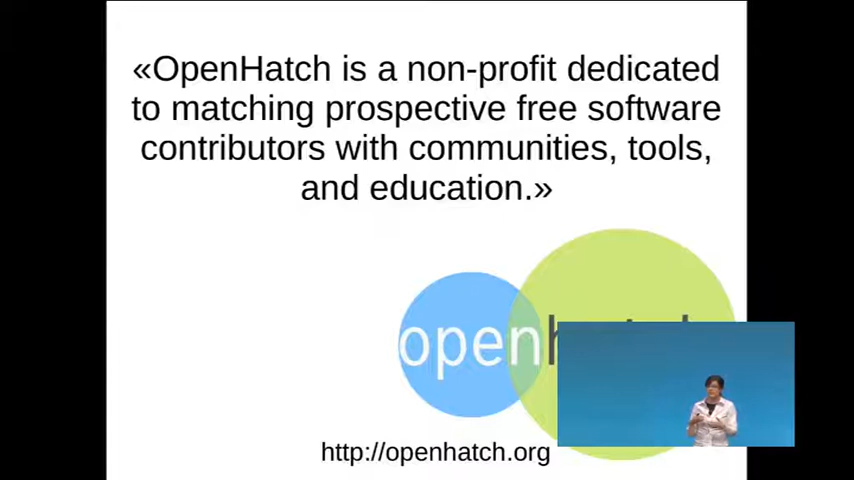 «OpenHatch is a non-profit dedicated
to matching prospective free software
contributors with communities, tools,
and education.»
open
http://openhatch.org